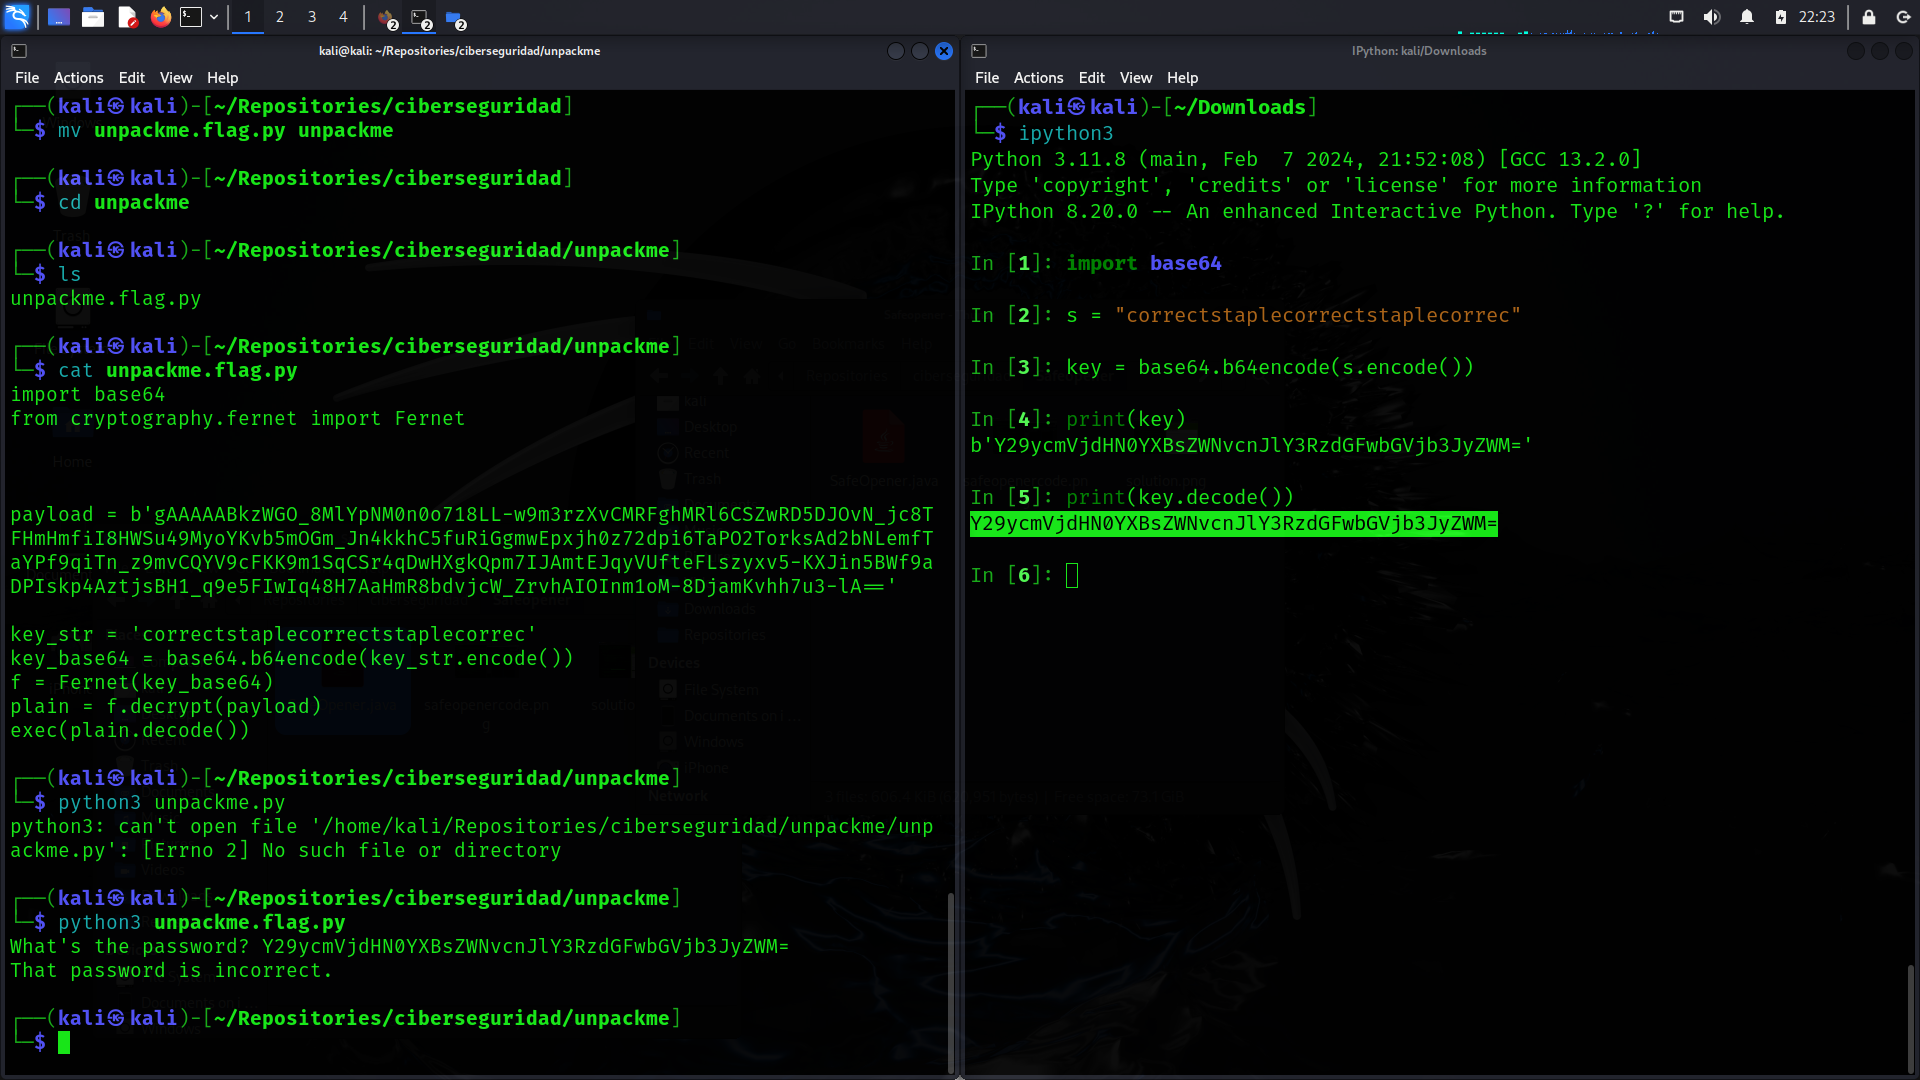 1 2 3 4 2 2 2 22:23
kali@kali: ~/Repositories/ciberseguridad/unpackme
File Actions Edit View Help
┌──(kali㉿kali)-[~/Repositories/ciberseguridad]
└─$ mv unpackme.flag.py unpackme
┌──(kali㉿kali)-[~/Repositories/ciberseguridad]
└─$ cd unpackme
┌──(kali㉿kali)-[~/Repositories/ciberseguridad/unpackme]
└─$ ls
unpackme.flag.py
┌──(kali㉿kali)-[~/Repositories/ciberseguridad/unpackme]
└─$ cat unpackme.flag.py
import base64
from cryptography.fernet import Fernet
payload = b'gAAAAABkzWGO_8MlYpNM0n0o718LL-w9m3rzXvCMRFghMRl6CSZwRD5DJOvN_jc8T
FHmHmfiI8HWSu49MyoYKvb5mOGm_Jn4kkhC5fuRiGgmwEpxjh0z72dpi6TaPO2TorksAd2bNLemfT
aYPf9qiTn_z9mvCQYV9cFKK9m1SqCSr4qDwHXgkQpm7IJAmtEJqyVUfteFLszyxv5-KXJin5BWf9a
DPIskp4AztjsBH1_q9e5FIwIq48H7AaHmR8bdvjcW_ZrvhAIOInm1oM-8DjamKvhh7u3-lA=='
key_str = 'correctstaplecorrectstaplecorrec'
key_base64 = base64.b64encode(key_str.encode())
f = Fernet(key_base64)
plain = f.decrypt(payload)
exec(plain.decode())
┌──(kali㉿kali)-[~/Repositories/ciberseguridad/unpackme]
└─$ python3 unpackme.py
python3: can't open file '/home/kali/Repositories/ciberseguridad/unpackme/unp
ackme.py': [Errno 2] No such file or directory
┌──(kali㉿kali)-[~/Repositories/ciberseguridad/unpackme]
└─$ python3 unpackme.flag.py
What's the password? Y29ycmVjdHN0YXBsZWNvcnJlY3RzdGFwbGVjb3JyZWM=
That password is incorrect.
┌──(kali㉿kali)-[~/Repositories/ciberseguridad/unpackme]
└─$
IPython: kali/Downloads
File Actions Edit View Help
┌──(kali㉿kali)-[~/Downloads]
└─$ ipython3
Python 3.11.8 (main, Feb  7 2024, 21:52:08) [GCC 13.2.0]
Type 'copyright', 'credits' or 'license' for more information
IPython 8.20.0 -- An enhanced Interactive Python. Type '?' for help.
In [1]: import base64
In [2]: s = "correctstaplecorrectstaplecorrec"
In [3]: key = base64.b64encode(s.encode())
In [4]: print(key)
b'Y29ycmVjdHN0YXBsZWNvcnJlY3RzdGFwbGVjb3JyZWM='
In [5]: print(key.decode())
Y29ycmVjdHN0YXBsZWNvcnJlY3RzdGFwbGVjb3JyZWM=
In [6]: